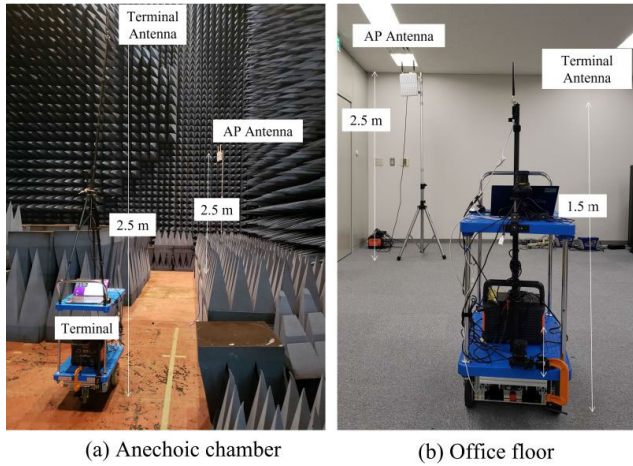 Terminal
Antenna
AP Antenna
2.5 m
2.5 m
Terminal
(a) Anechoic chamber
AP Antenna
Terminal
Antenna
2.5 m
1.5 m
(b) Office floor